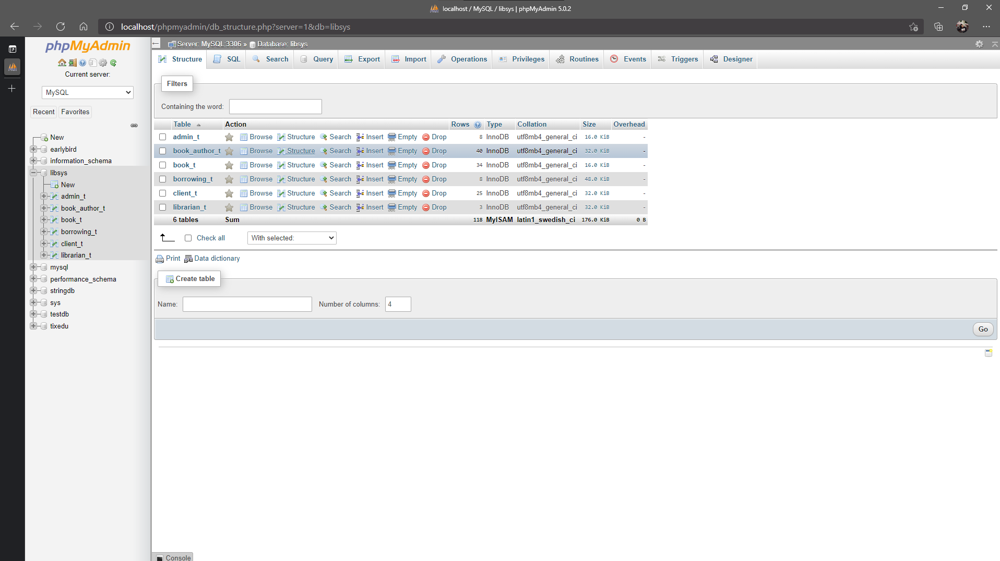 localhost / MySQL / libsys | phpMyAdmin 5.0.2
localhost/phpmyadmin/db_structure.php?server=1&db=libsys
phpMyAdmin
Current server:
MySQL
Recent Favorites
New
earlybird
information_schema
libsys
New
admin_t
book_author_t
book_t
borrowing_t
client_t
librarian_t
mysql
performance_schema
stringdb
sys
testdb
tixedu
Server: MySQL:3306 » Database: libsys
Structure SQL Search Query Export Import Operations Privileges Routines Events Triggers Designer
Filters
Containing the word:
Table Action Rows Type Collation Size Overhead
admin_t Browse Structure Search Insert Empty Drop 8 InnoDB utf8mb4_general_ci 16.0 KiB -
book_author_t Browse Structure Search Insert Empty Drop 40 InnoDB utf8mb4_general_ci 32.0 KiB -
book_t Browse Structure Search Insert Empty Drop 34 InnoDB utf8mb4_general_ci 16.0 KiB -
borrowing_t Browse Structure Search Insert Empty Drop 8 InnoDB utf8mb4_general_ci 48.0 KiB -
client_t Browse Structure Search Insert Empty Drop 25 InnoDB utf8mb4_general_ci 32.0 KiB -
librarian_t Browse Structure Search Insert Empty Drop 3 InnoDB utf8mb4_general_ci 32.0 KiB -
6 tables Sum 118 MyISAM latin1_swedish_ci 176.0 KiB 0 B
Check all With selected:
Print Data dictionary
Create table
Name: Number of columns: 4
Go
Console